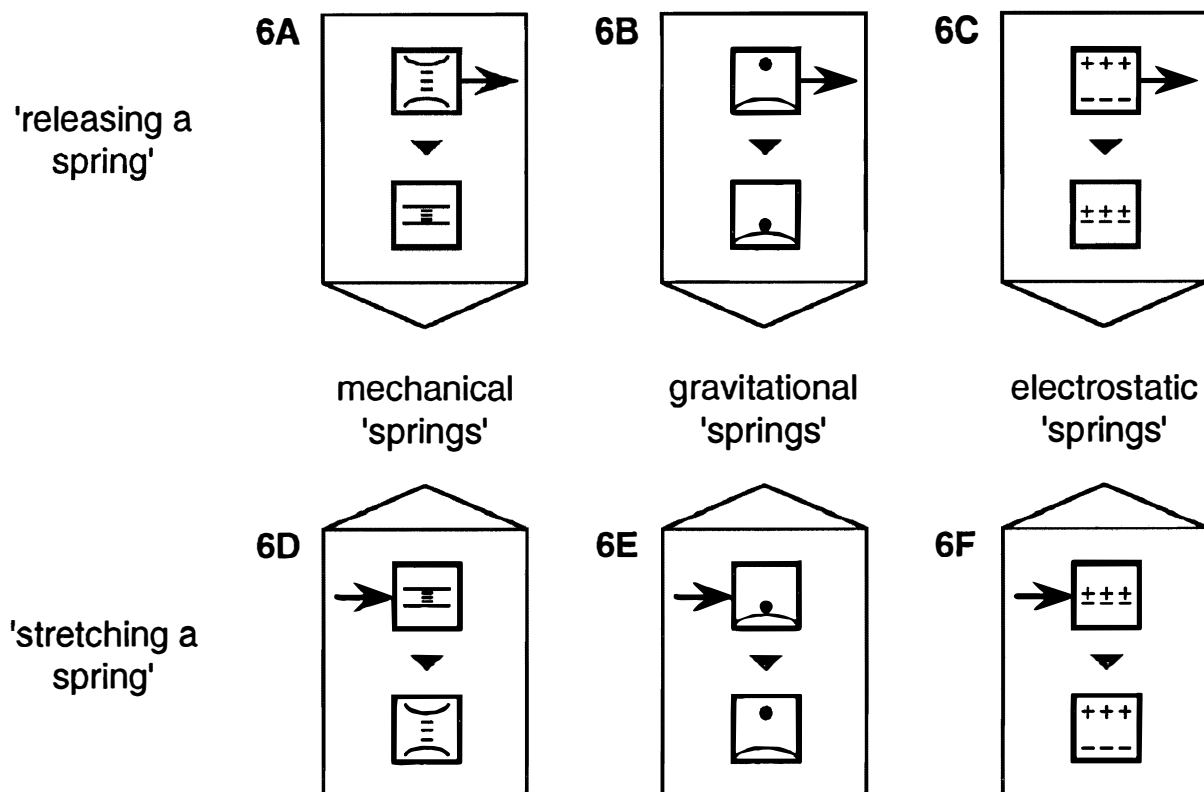 6A
6B
6C
+ + +
'releasing a
spring'
+ + +
mechanical
'springs'
gravitational
'springs'
electrostatic
'springs'
6D
6E
6F
+ + +
'stretching a
spring'
+ + +